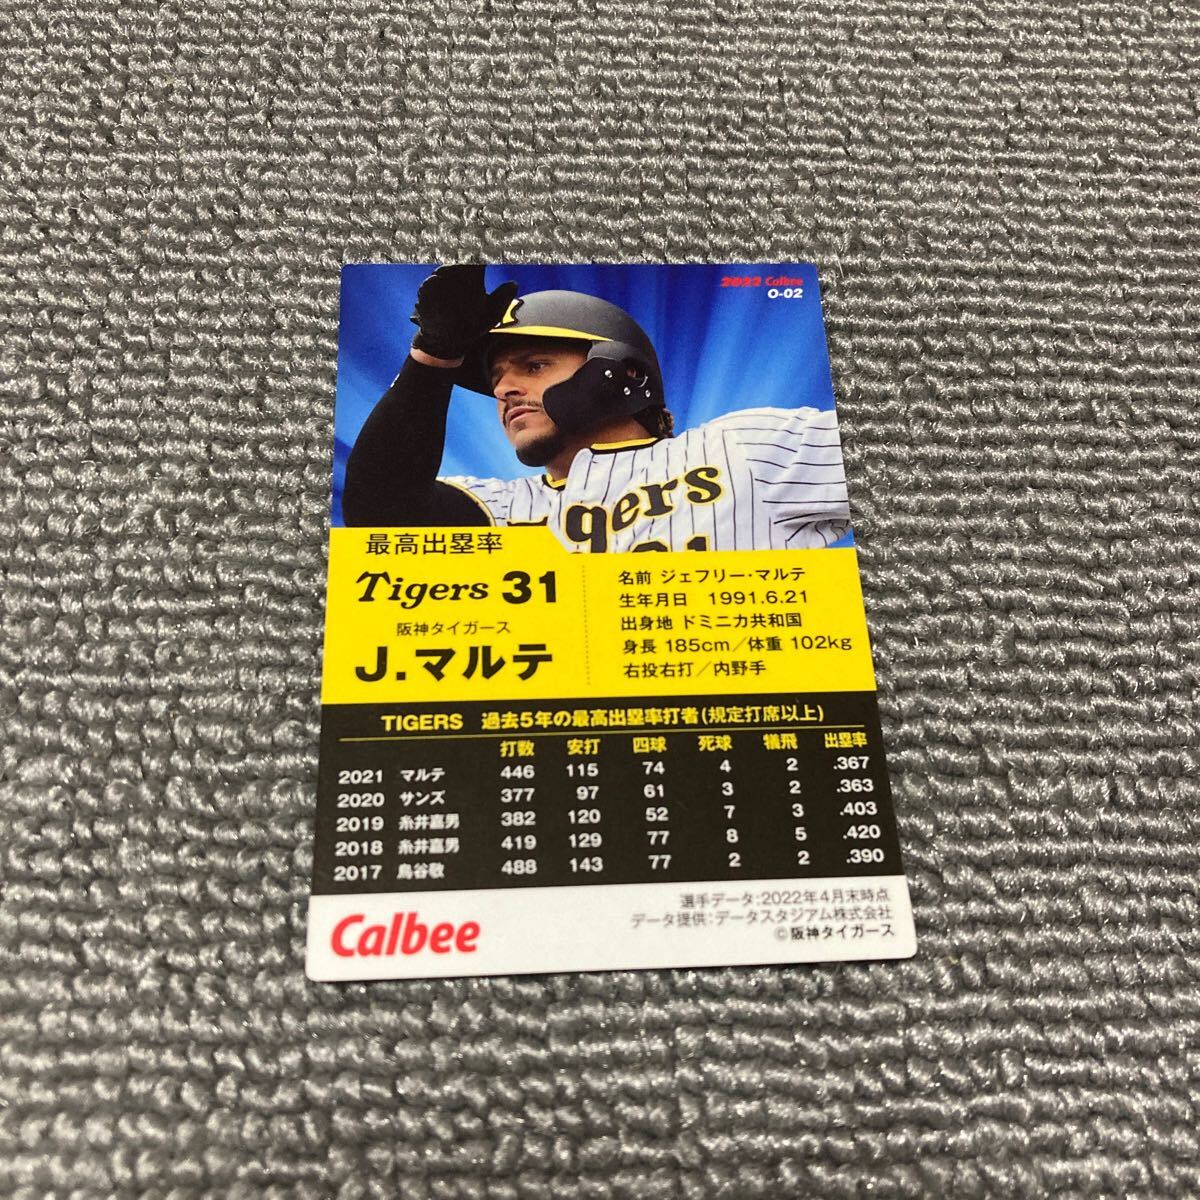 2022 Calbee
O-02
Tigers
31
最高出塁率
Tigers 31
阪神タイガース
J.マルテ
名前 ジェフリー・マルテ
生年月日 1991.6.21
出身地 ドミニカ共和国
身長 185cm／体重 102kg
右投右打／内野手
TIGERS 過去5年の最高出塁率打者(規定打席以上)
打数 安打 四球 死球 犠飛 出塁率
2021 マルテ 446 115 74 4 2 .367
2020 サンズ 377 97 61 3 2 .363
2019 糸井嘉男 382 120 52 7 3 .403
2018 糸井嘉男 419 129 77 8 5 .420
2017 鳥谷敬 488 143 77 2 2 .390
Calbee
選手データ:2022年4月末時点
データ提供:データスタジアム株式会社
©阪神タイガース